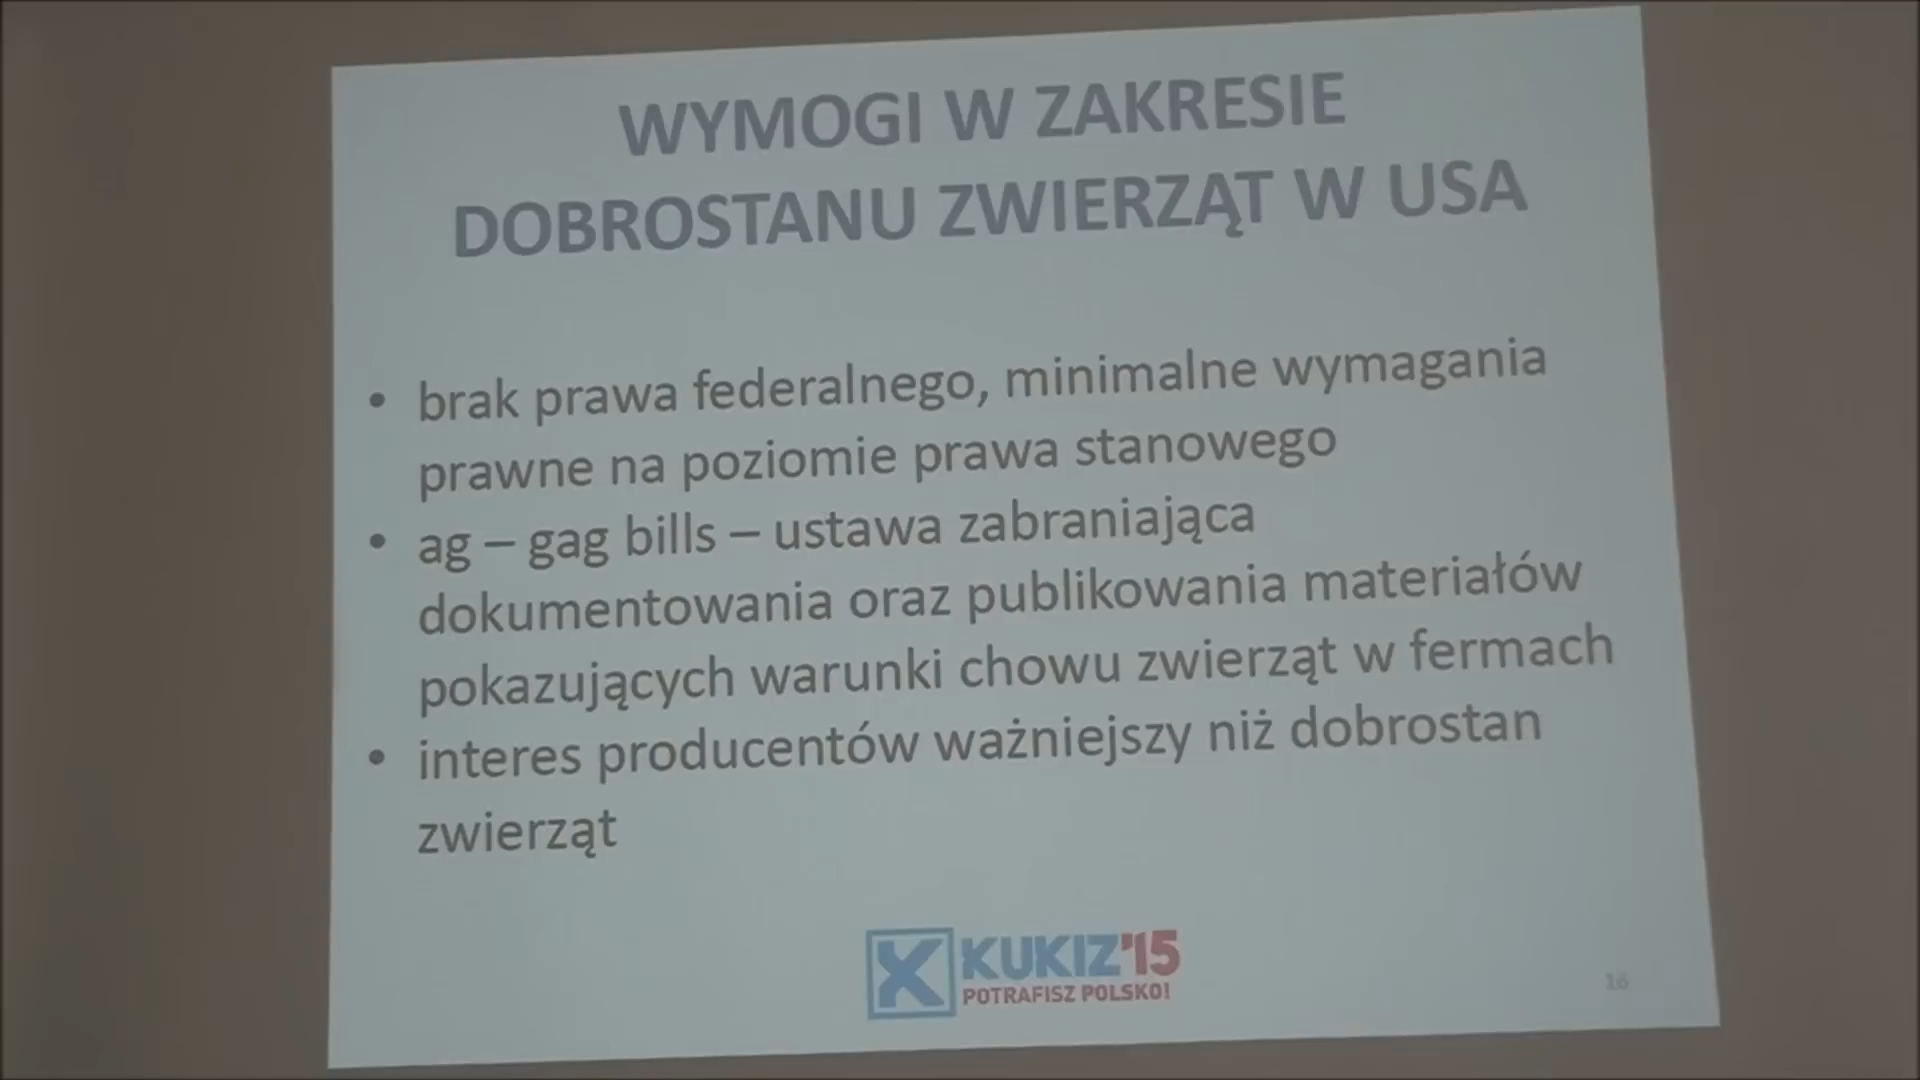 WYMOGI W ZAKRESIE
DOBROSTANU ZWIERZĄT W USA
• brak prawa federalnego, minimalne wymagania
prawne na poziomie prawa stanowego
• ag – gag bills – ustawa zabraniająca
dokumentowania oraz publikowania materiałów
pokazujących warunki chowu zwierząt w fermach
• interes producentów ważniejszy niż dobrostan
zwierząt
KUKIZ'15
POTRAFISZ POLSKO!
16